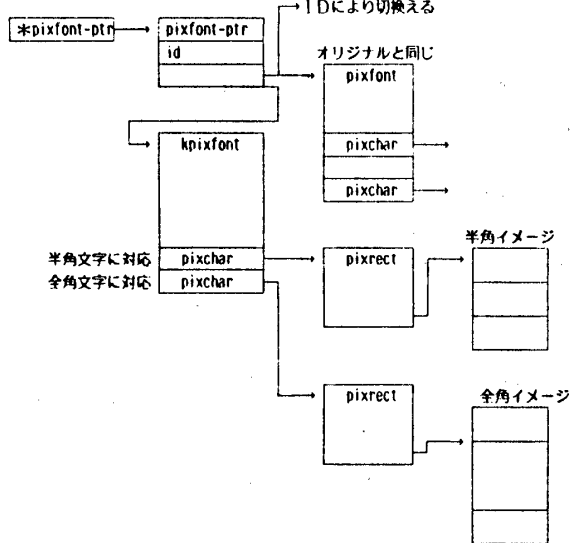 →IDにより切換える
*pixfont-ptr
pixfont-ptr
id
オリジナルと同じ
pixfont
pixchar
pixchar
kpixfont
半角文字に対応 pixchar
全角文字に対応 pixchar
pixrect
半角イメージ
pixrect
全角イメージ